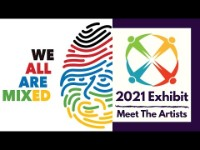 WE
ALL
ARE
MIXED
2021 Exhibit
Meet The Artists